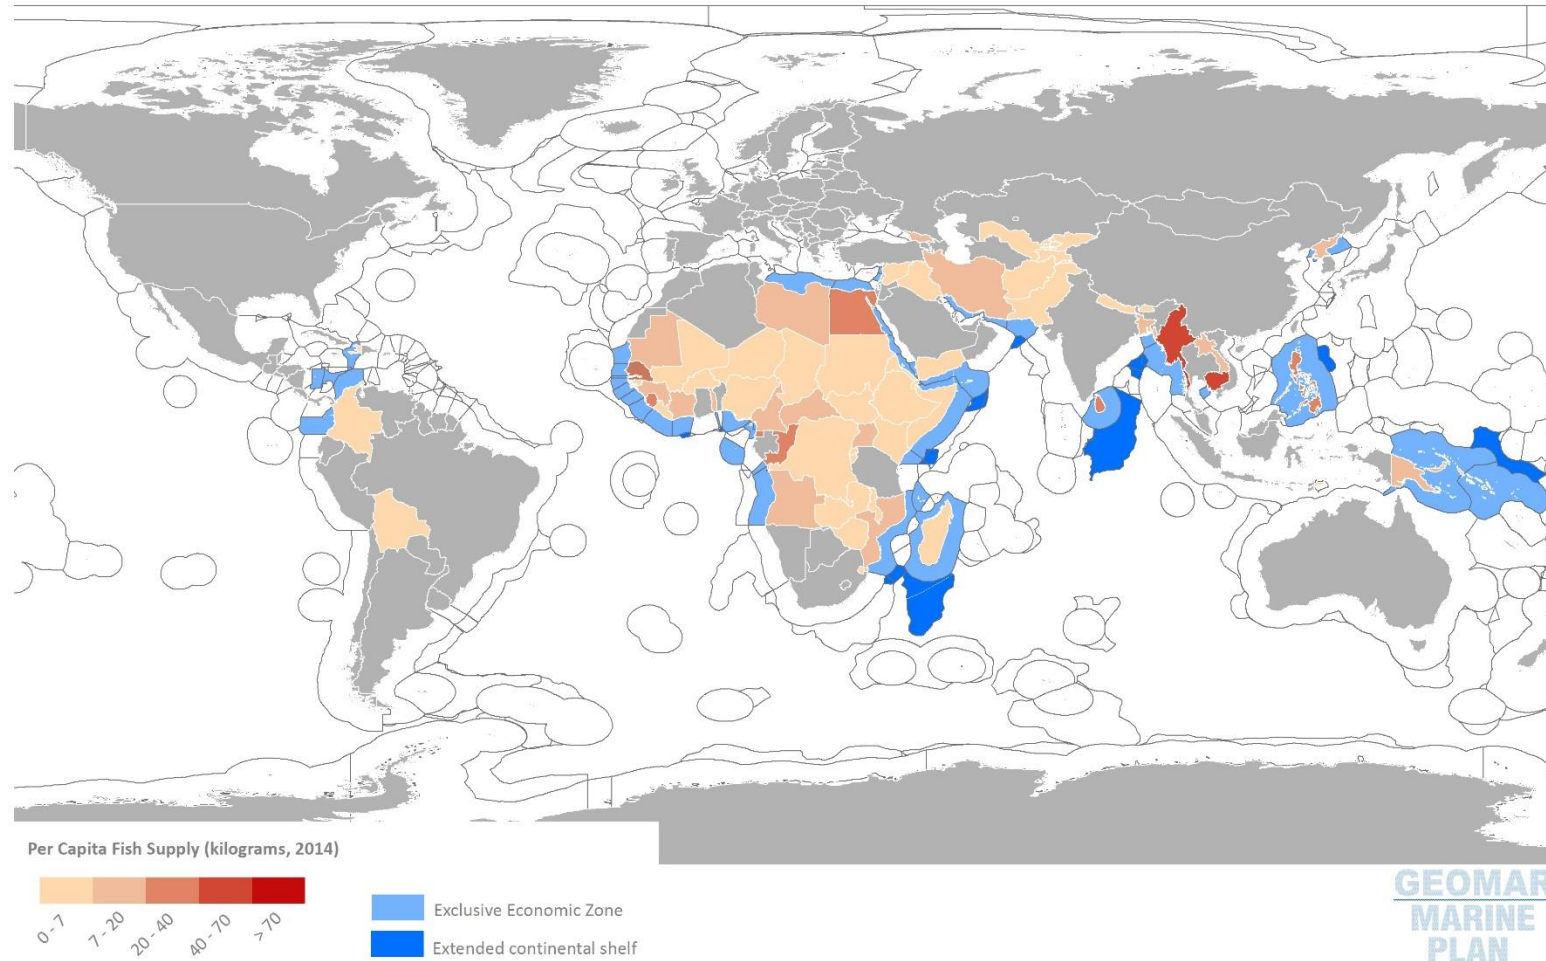 Per Capita Fish Supply (kilograms, 2014)
0 - 7
7 - 20
20 - 40
40 - 70
> 70
Exclusive Economic Zone
Extended continental shelf
GEOMAR
MARINE
PLAN